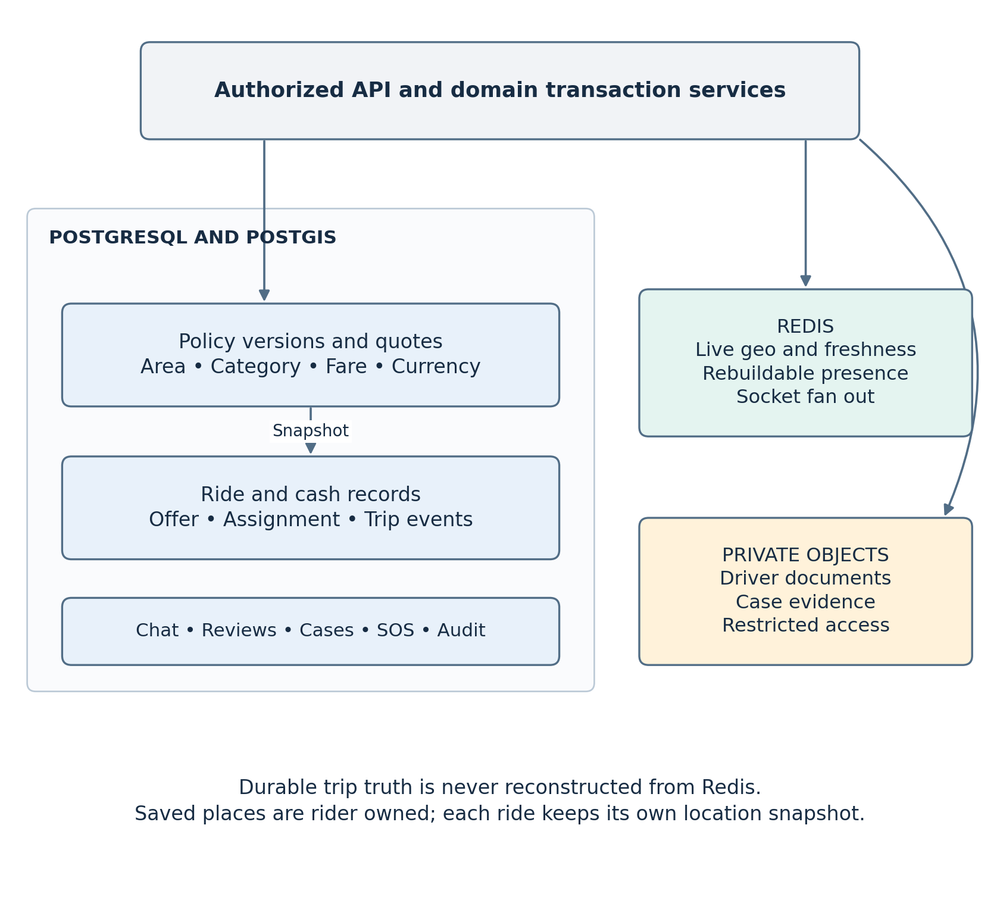 Authorized API and domain transaction services
POSTGRESQL AND POSTGIS
Policy versions and quotes
Area • Category • Fare • Currency
Snapshot
Ride and cash records
Offer • Assignment • Trip events
Chat • Reviews • Cases • SOS • Audit
REDIS
Live geo and freshness
Rebuildable presence
Socket fan out
PRIVATE OBJECTS
Driver documents
Case evidence
Restricted access
Durable trip truth is never reconstructed from Redis.
Saved places are rider owned; each ride keeps its own location snapshot.